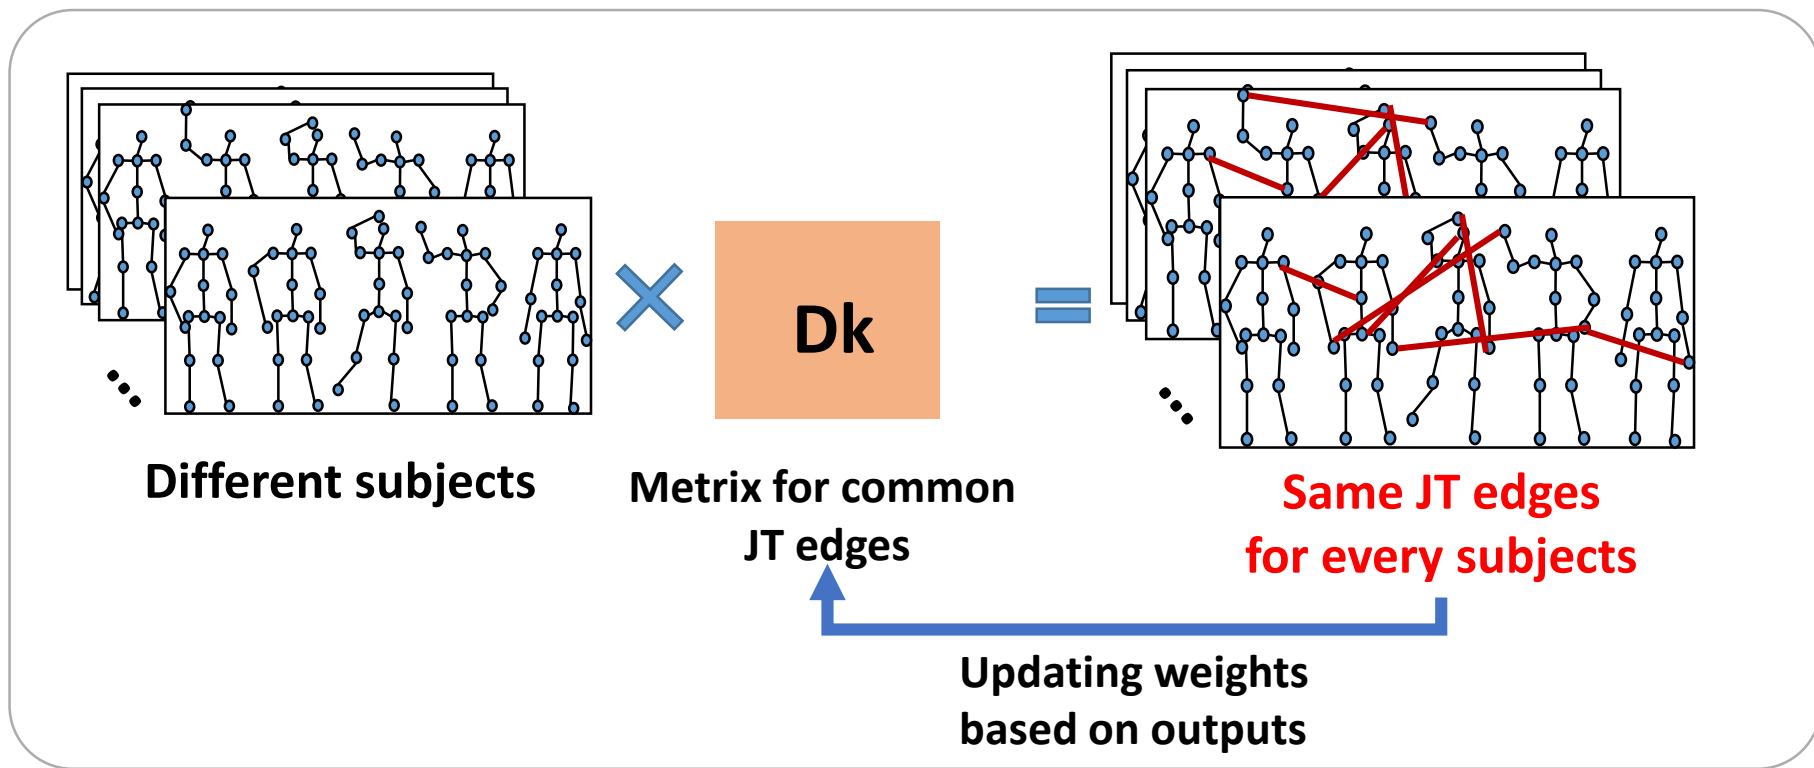 Dk
Different subjects
Metrix for common
JT edges
Same JT edges
for every subjects
Updating weights
based on outputs